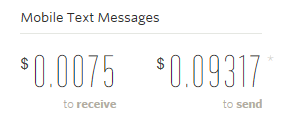 Mobile Text Messages
$0.0075 $0.09317 *
to receive to send